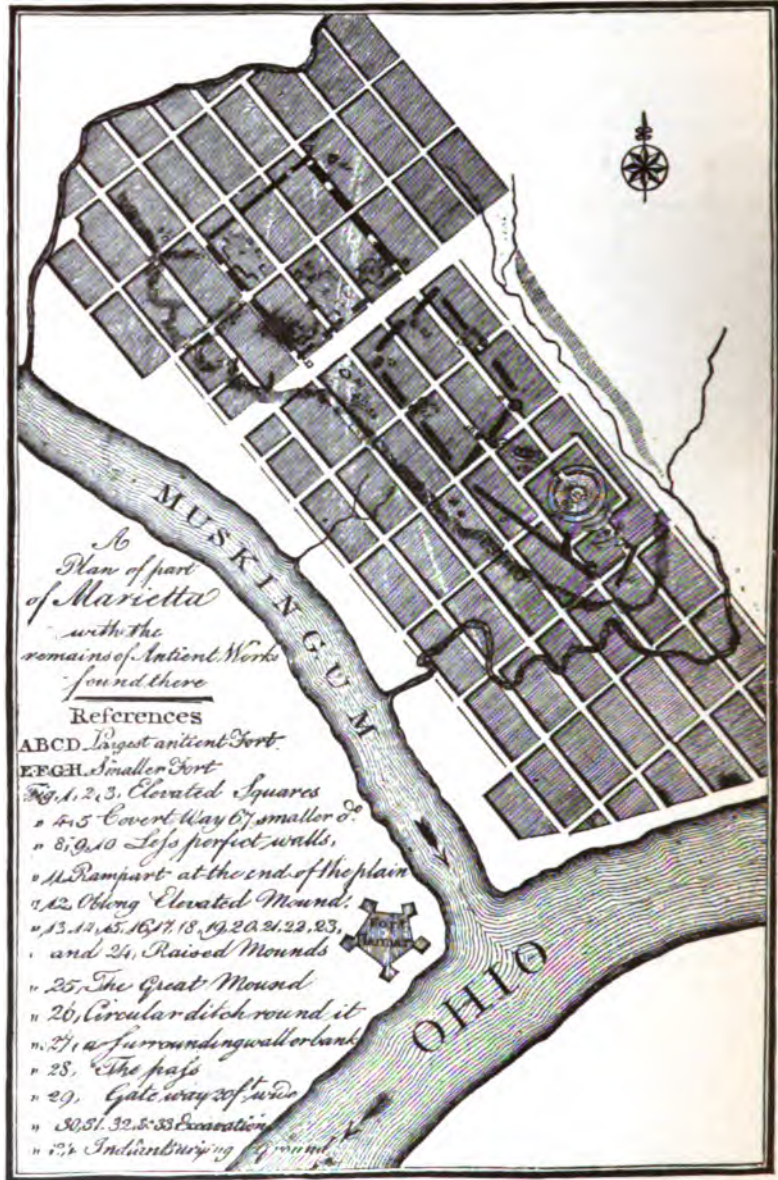 MUSKINGUM
A
Plan of part
of Marietta
with the
remains of Antient Works
found there
References
ABCD. Largest antient Fort.
EFGH. Smaller Fort
Fig. 1, 2, 3, Elevated Squares
" 4, 5 Covert Way 6 7, smaller do.
" 8, 9, 10 Less perfect walls,
" 11, Rampart at the end of the plain
" 12, Oblong Elevated Mound,
" 13. 14, 15. 16, 17, 18, 19, 20, 21, 22, 23,
and 24, Raised Mounds
" 25, The Great Mound
" 26, Circular ditch round it
" 27, a Surrounding wall or bank
" 28, The pass
" 29, Gate way 20 ft. wide
" 30, 31. 32, & 33 Excavation
Indian burying Ground
Fort
Harmar
OHIO